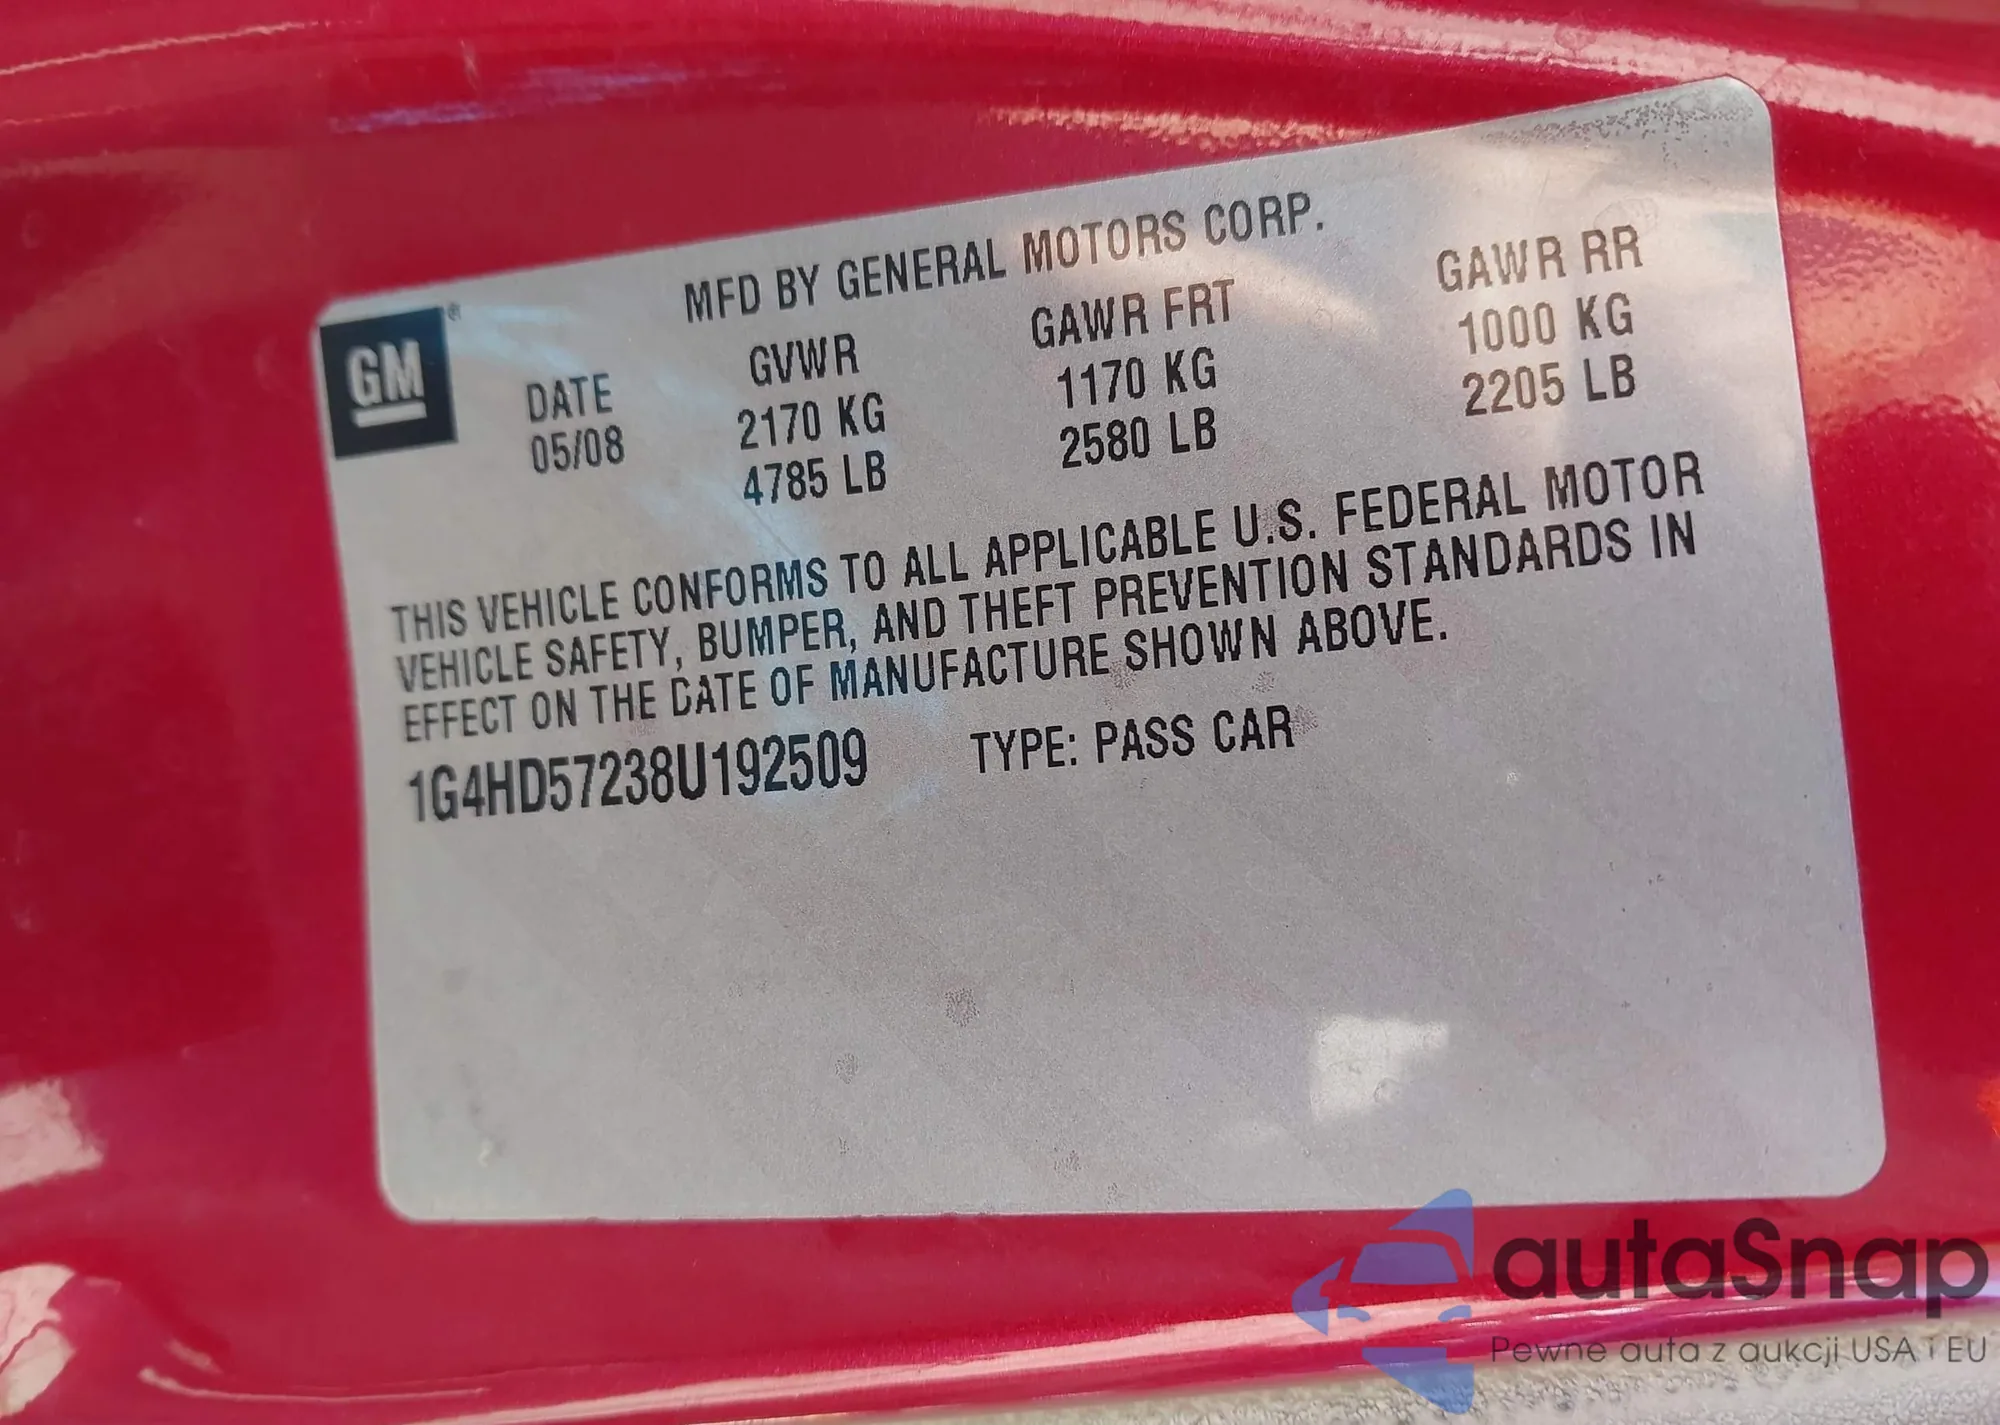 MFD BY GENERAL MOTORS CORP.
GM®
DATE GVWR GAWR FRT GAWR RR
05/08 2170 KG 1170 KG 1000 KG
4785 LB 2580 LB 2205 LB
THIS VEHICLE CONFORMS TO ALL APPLICABLE U.S. FEDERAL MOTOR
VEHICLE SAFETY, BUMPER, AND THEFT PREVENTION STANDARDS IN
EFFECT ON THE DATE OF MANUFACTURE SHOWN ABOVE.
1G4HD57238U192509 TYPE: PASS CAR
autaSnap
Pewne auta z aukcji USA i EU